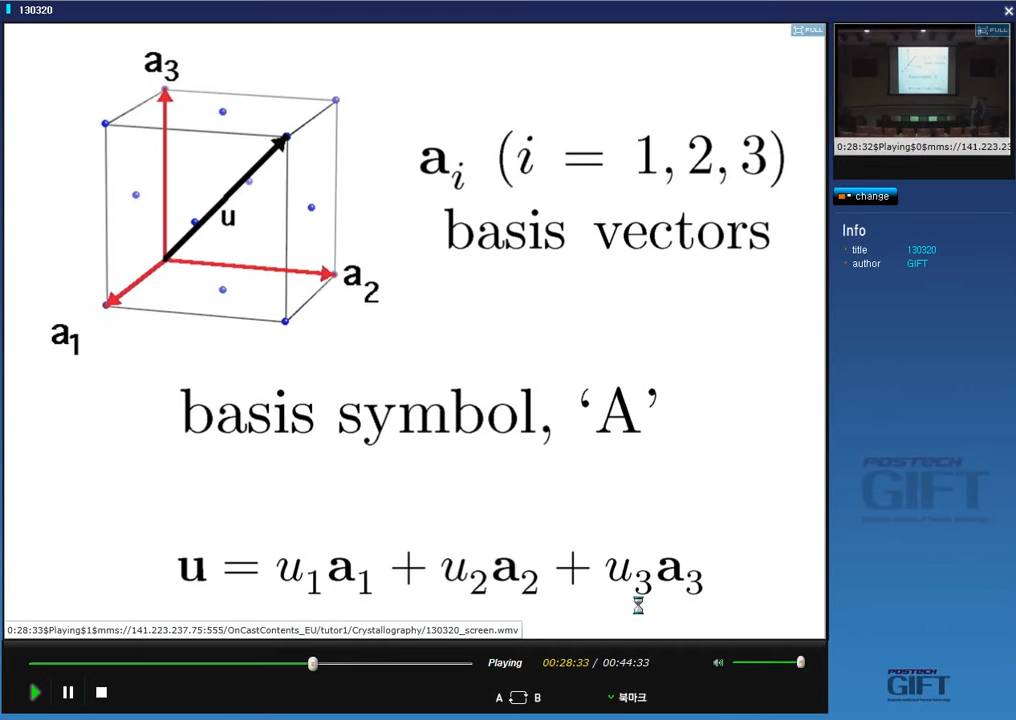 130320
FULL
a3
u
a2
a1
ai (i = 1, 2, 3)
basis vectors
basis symbol, ‘A’
u = u1a1 + u2a2 + u3a3
0:28:33$Playing$1$mms://141.223.237.75:555/OnCastContents_EU/tutor1/Crystallography/130320_screen.wmv
Playing
00:28:33 / 00:44:33
A B
북마크
FULL
0:28:32$Playing$0$mms://141.223.23
change
Info
title 130320
author GIFT
POSTECH
GIFT
POSTECH
GIFT